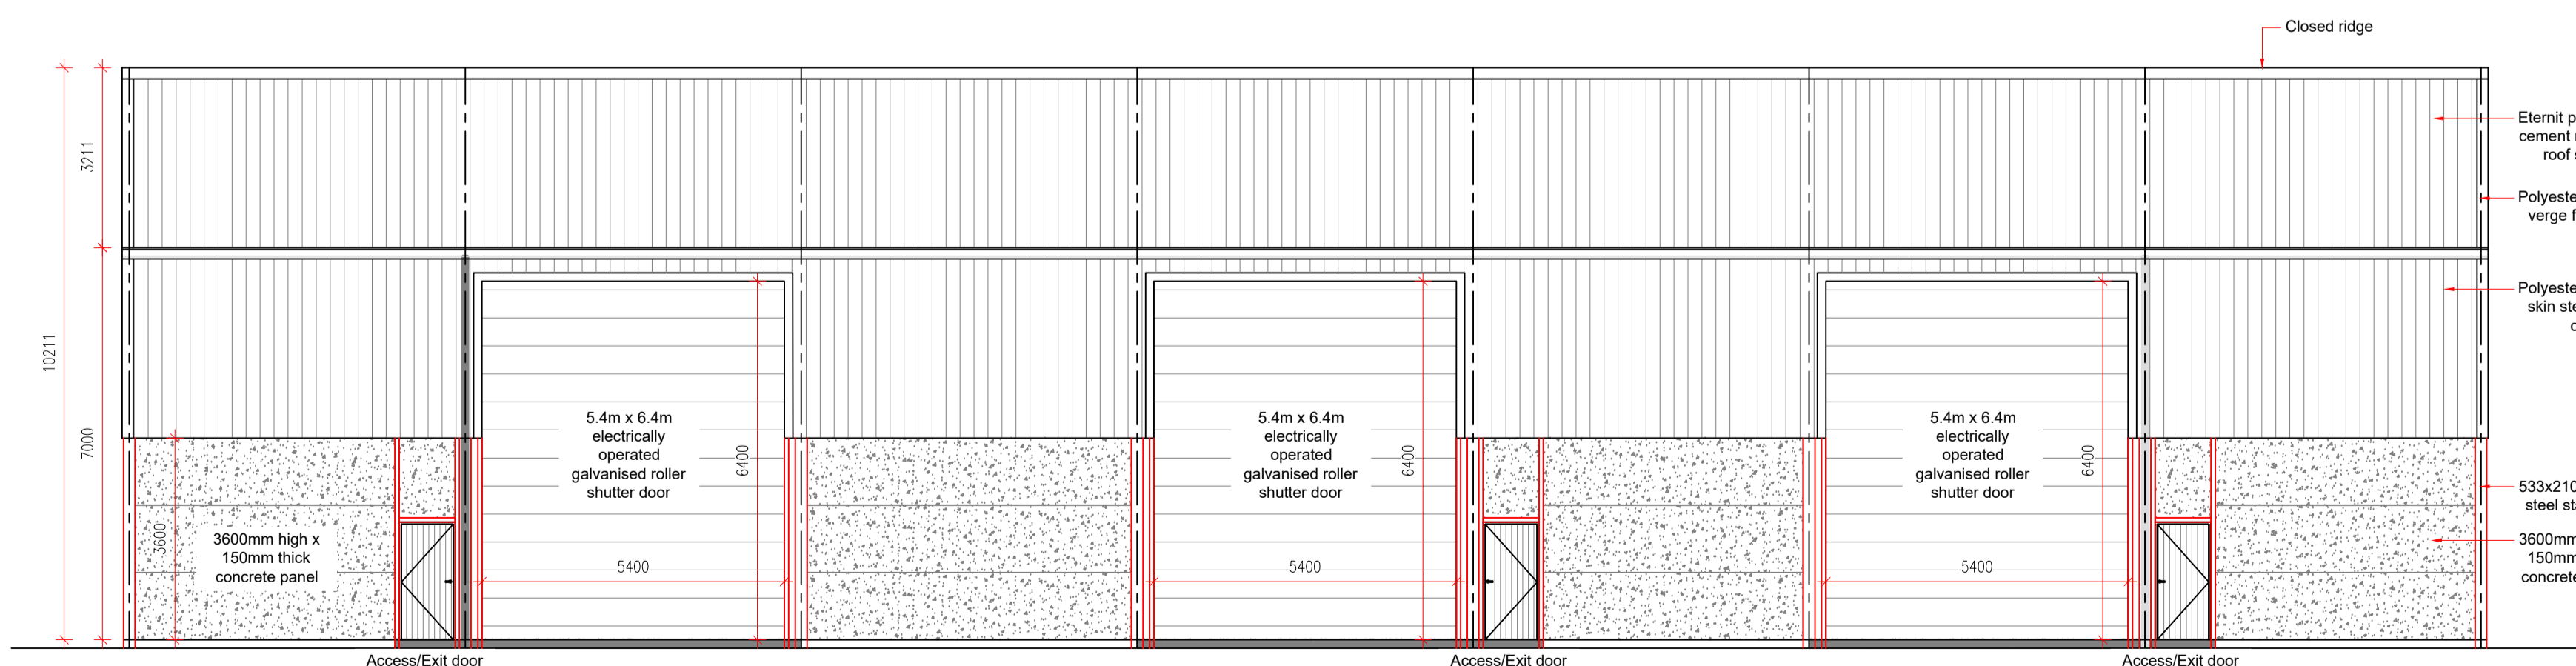 Closed ridge
Eternit p
cement
roof
3211
Polyeste
verge f
10211
7000
Polyeste
skin ste
5.4m x 6.4m
electrically
operated
galvanised roller
shutter door
6400
5.4m x 6.4m
electrically
operated
galvanised roller
shutter door
6400
5.4m x 6.4m
electrically
operated
galvanised roller
shutter door
6400
533x210
steel st
3600
3600mm high x
150mm thick
concrete panel
5400
5400
5400
3600mm
150mm
concrete
Access/Exit door
Access/Exit door
Access/Exit door